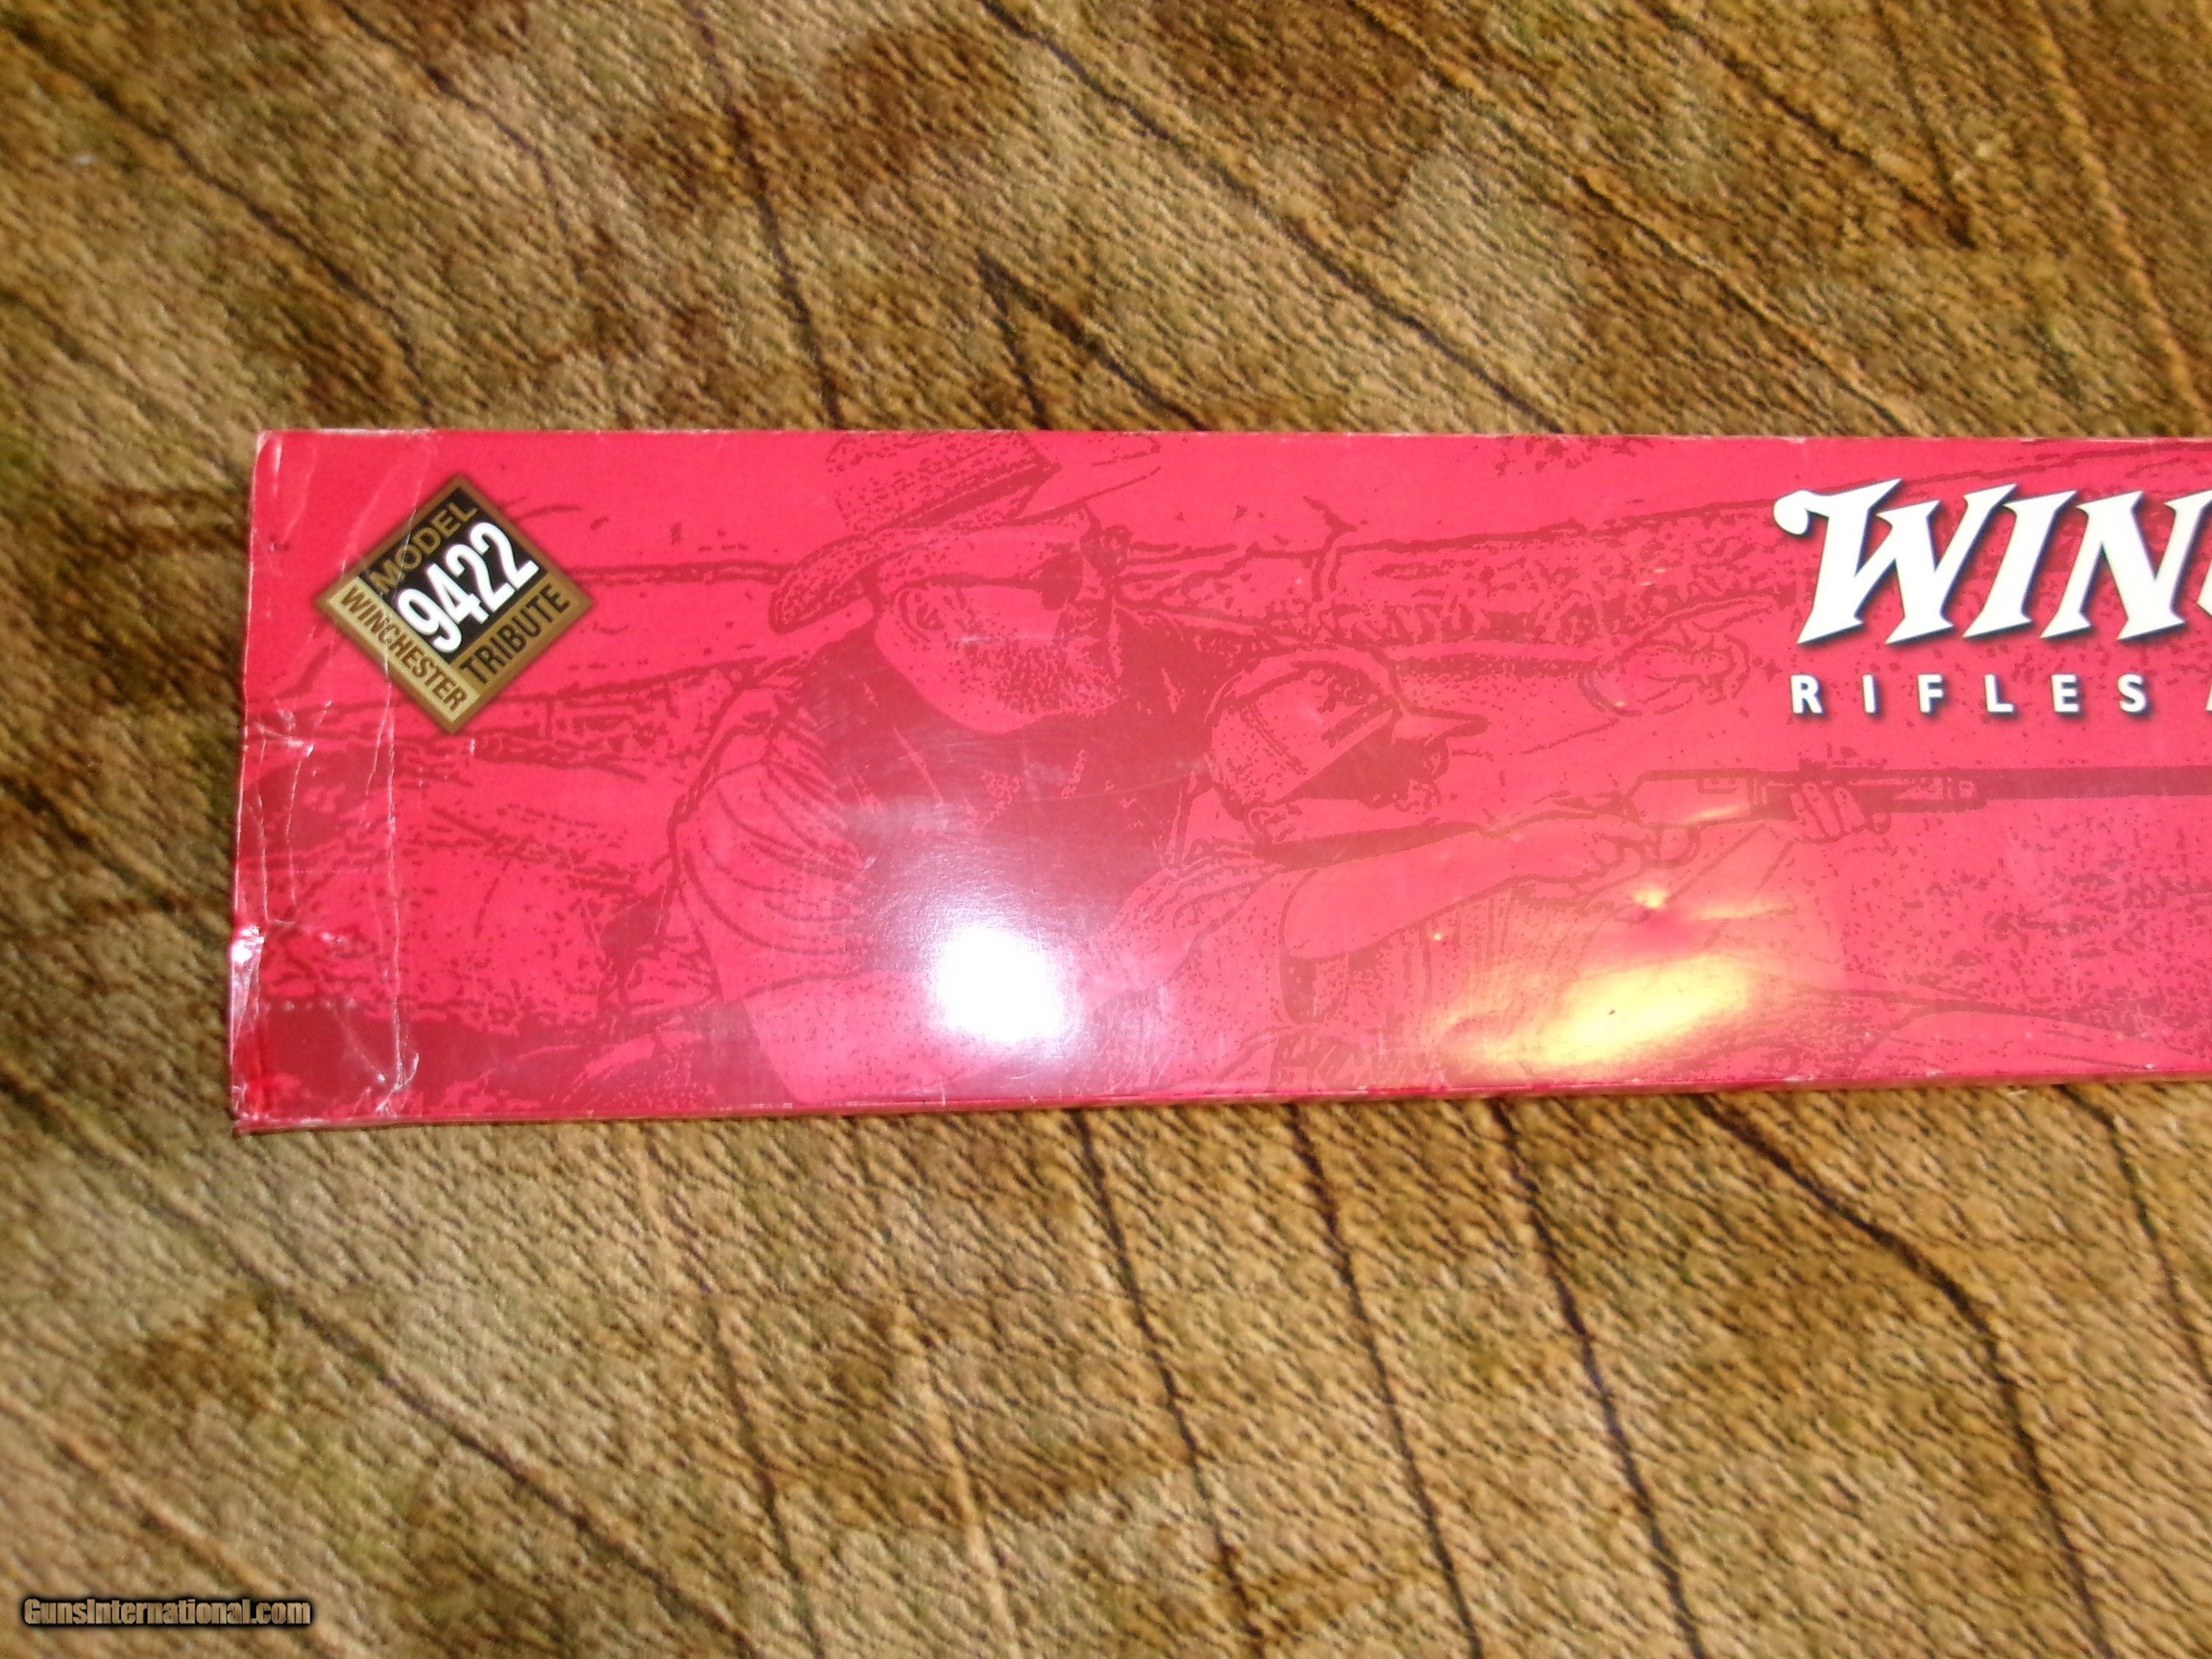 MODEL
9422
WINCHESTER
TRIBUTE
WIN
RIFLES
GunsInternational.com